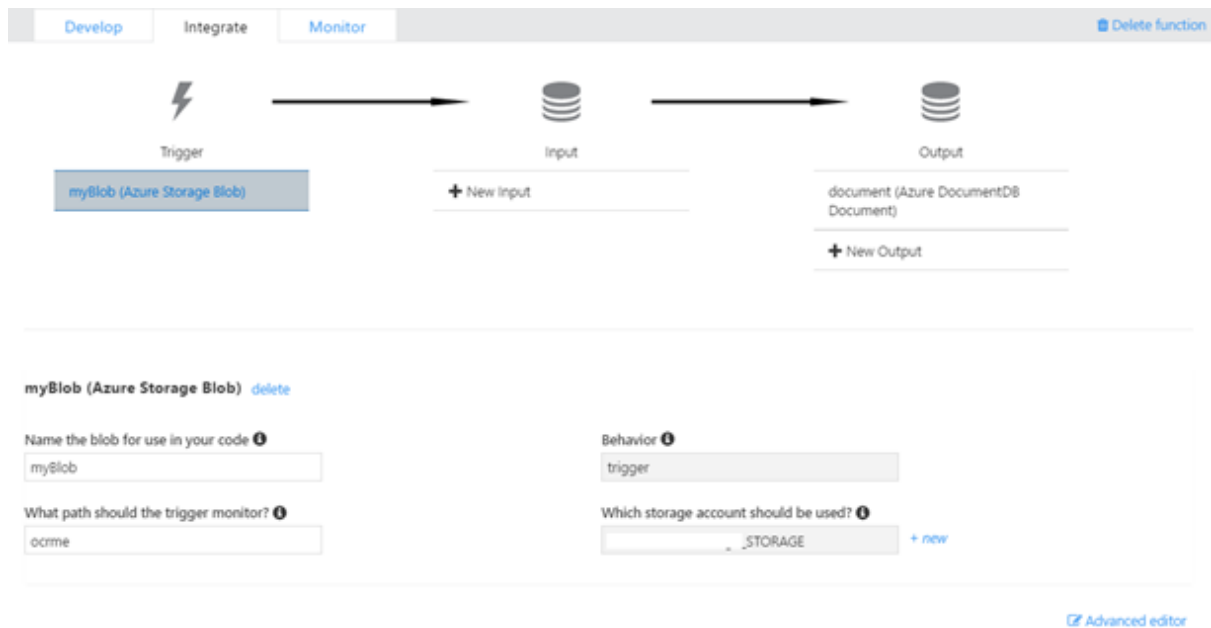 Develop Integrate Monitor Delete function
Trigger Input Output
myBlob (Azure Storage Blob) New Input document (Azure DocumentDB
Document)
New Output
myBlob (Azure Storage Blob) delete
Name the blob for use in your code Behavior
myBlob trigger
What path should the trigger monitor? Which storage account should be used?
ocrme _STORAGE + new
Advanced editor